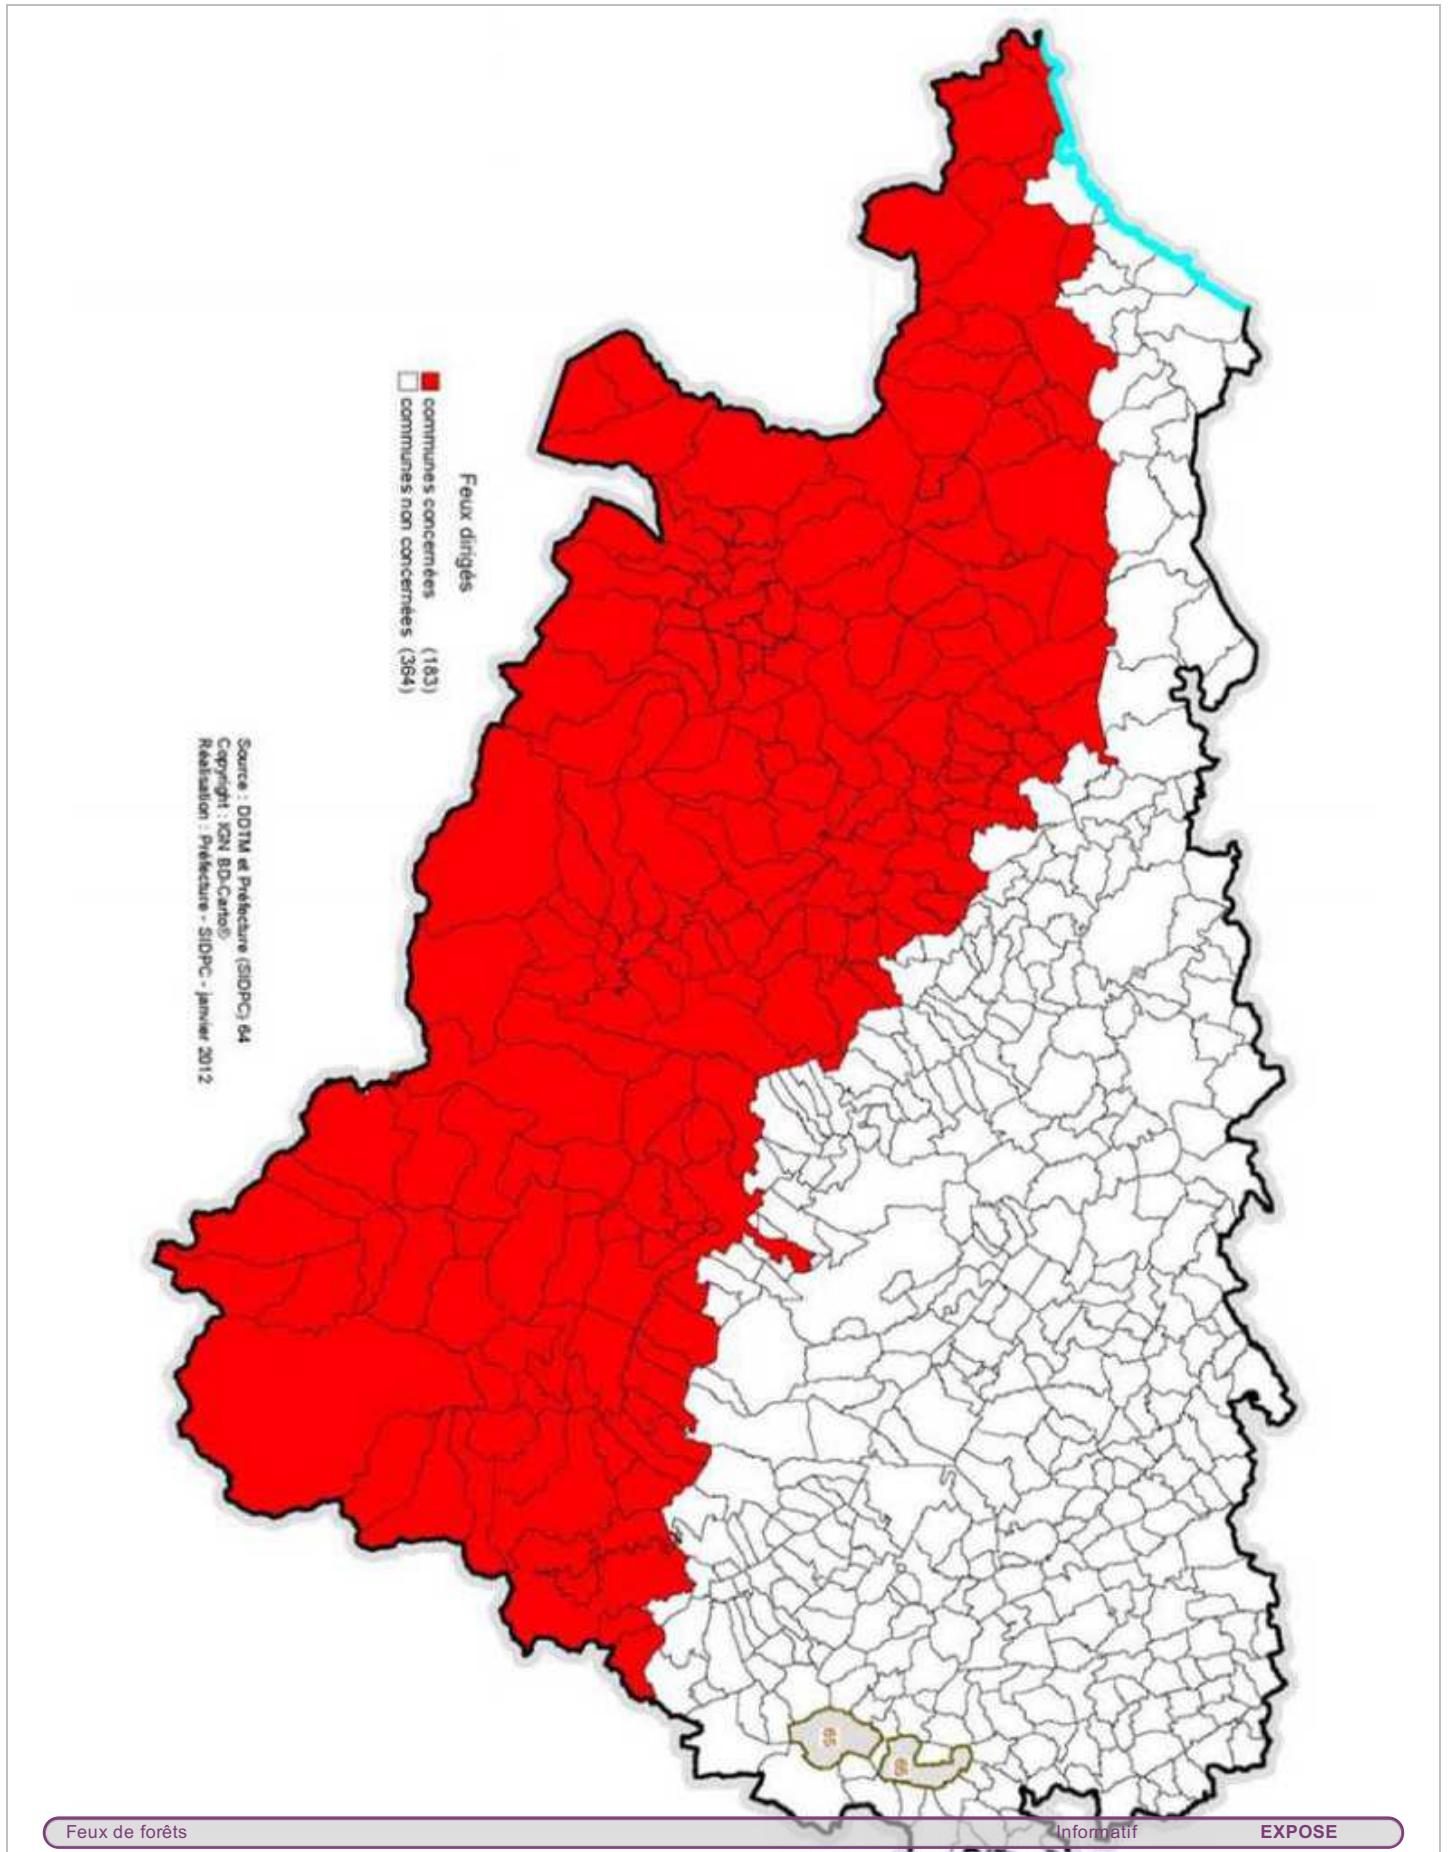 Feux dirigés
communes concernées (183)
communes non concernées (364)
Source : DDTM et Préfecture (SIDPC) 64
Copyright : IGN BD-Carto®
Réalisation : Préfecture - SIDPC - janvier 2012
65
65
Feux de forêts Informatif EXPOSE